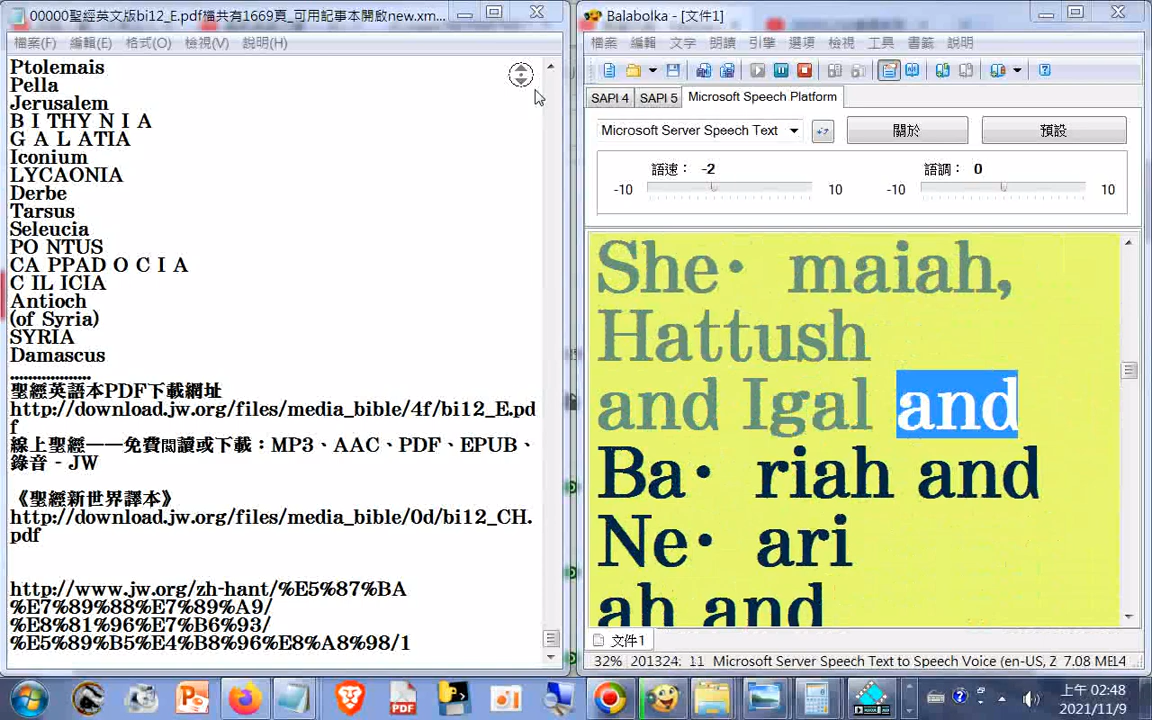 00000聖經英文版bi12_E.pdf檔共有1669頁_可用記事本開啟new.xm...
檔案(F) 編輯(E) 格式(O) 檢視(V) 說明(H)
Ptolemais
Pella
Jerusalem
B I THY N I A
G A L ATIA
Iconium
LYCAONIA
Derbe
Tarsus
Seleucia
PO NTUS
CA PPAD O C I A
C IL ICIA
Antioch
(of Syria)
SYRIA
Damascus
..................
聖經英語本PDF下載網址
http://download.jw.org/files/media_bible/4f/bi12_E.pd
f
線上聖經——免費閱讀或下載：MP3、AAC、PDF、EPUB、
錄音 - JW
《聖經新世界譯本》
http://download.jw.org/files/media_bible/0d/bi12_CH.
pdf
http://www.jw.org/zh-hant/%E5%87%BA
%E7%89%88%E7%89%A9/
%E8%81%96%E7%B6%93/
%E5%89%B5%E4%B8%96%E8%A8%98/1
Balabolka - [文件1]
檔案 編輯 文字 朗讀 引擎 選項 檢視 工具 書籤 說明
SAPI 4 SAPI 5 Microsoft Speech Platform
Microsoft Server Speech Text 關於 預設
語速： -2 語調： 0
-10 10 -10 10
She· maiah,
Hattush
and Igal and
Ba· riah and
Ne· ari
ah and
文件1
32% 201324: 11 Microsoft Server Speech Text to Speech Voice (en-US, Z 7.08 MB
上午 02:48
2021/11/9